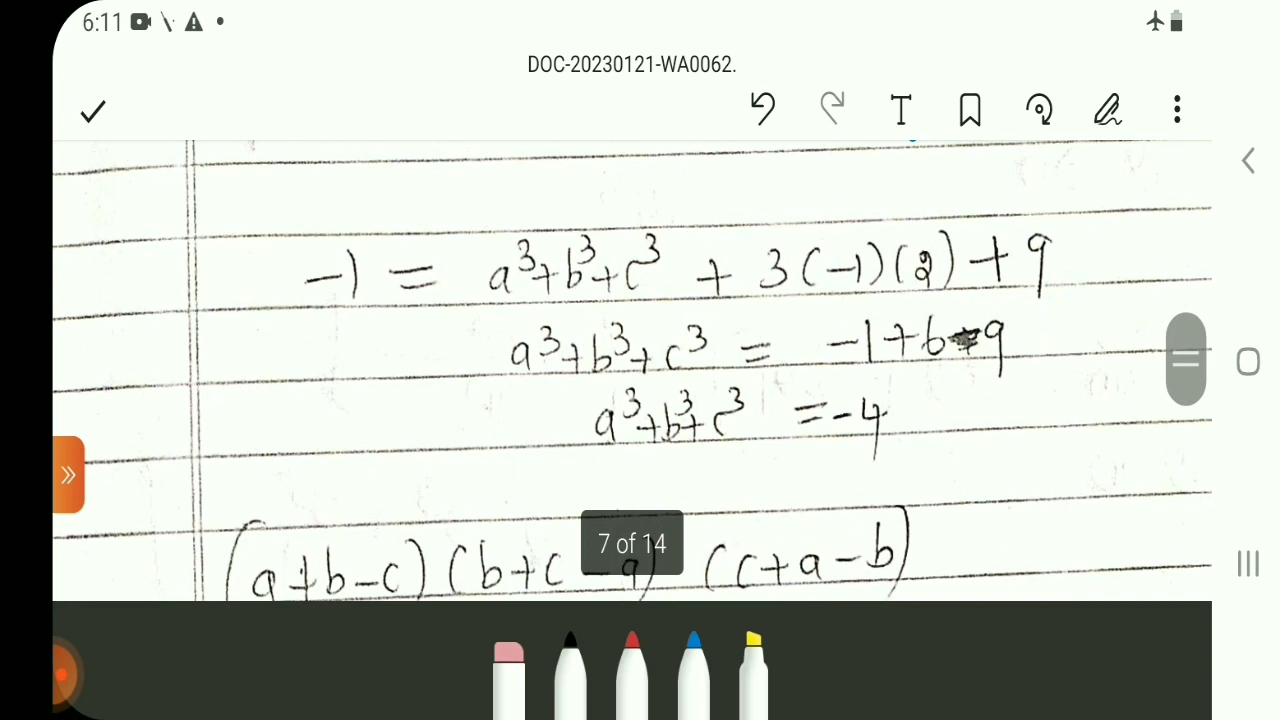 6:11
DOC-20230121-WA0062.
T
-1 = a³+b³+c³ + 3(-1)(2)+9
a³+b³+c³ = -1+6-9
a³+b³+c³ = -4
7 of 14
(a+b-c) (b+c-a) (c+a-b)